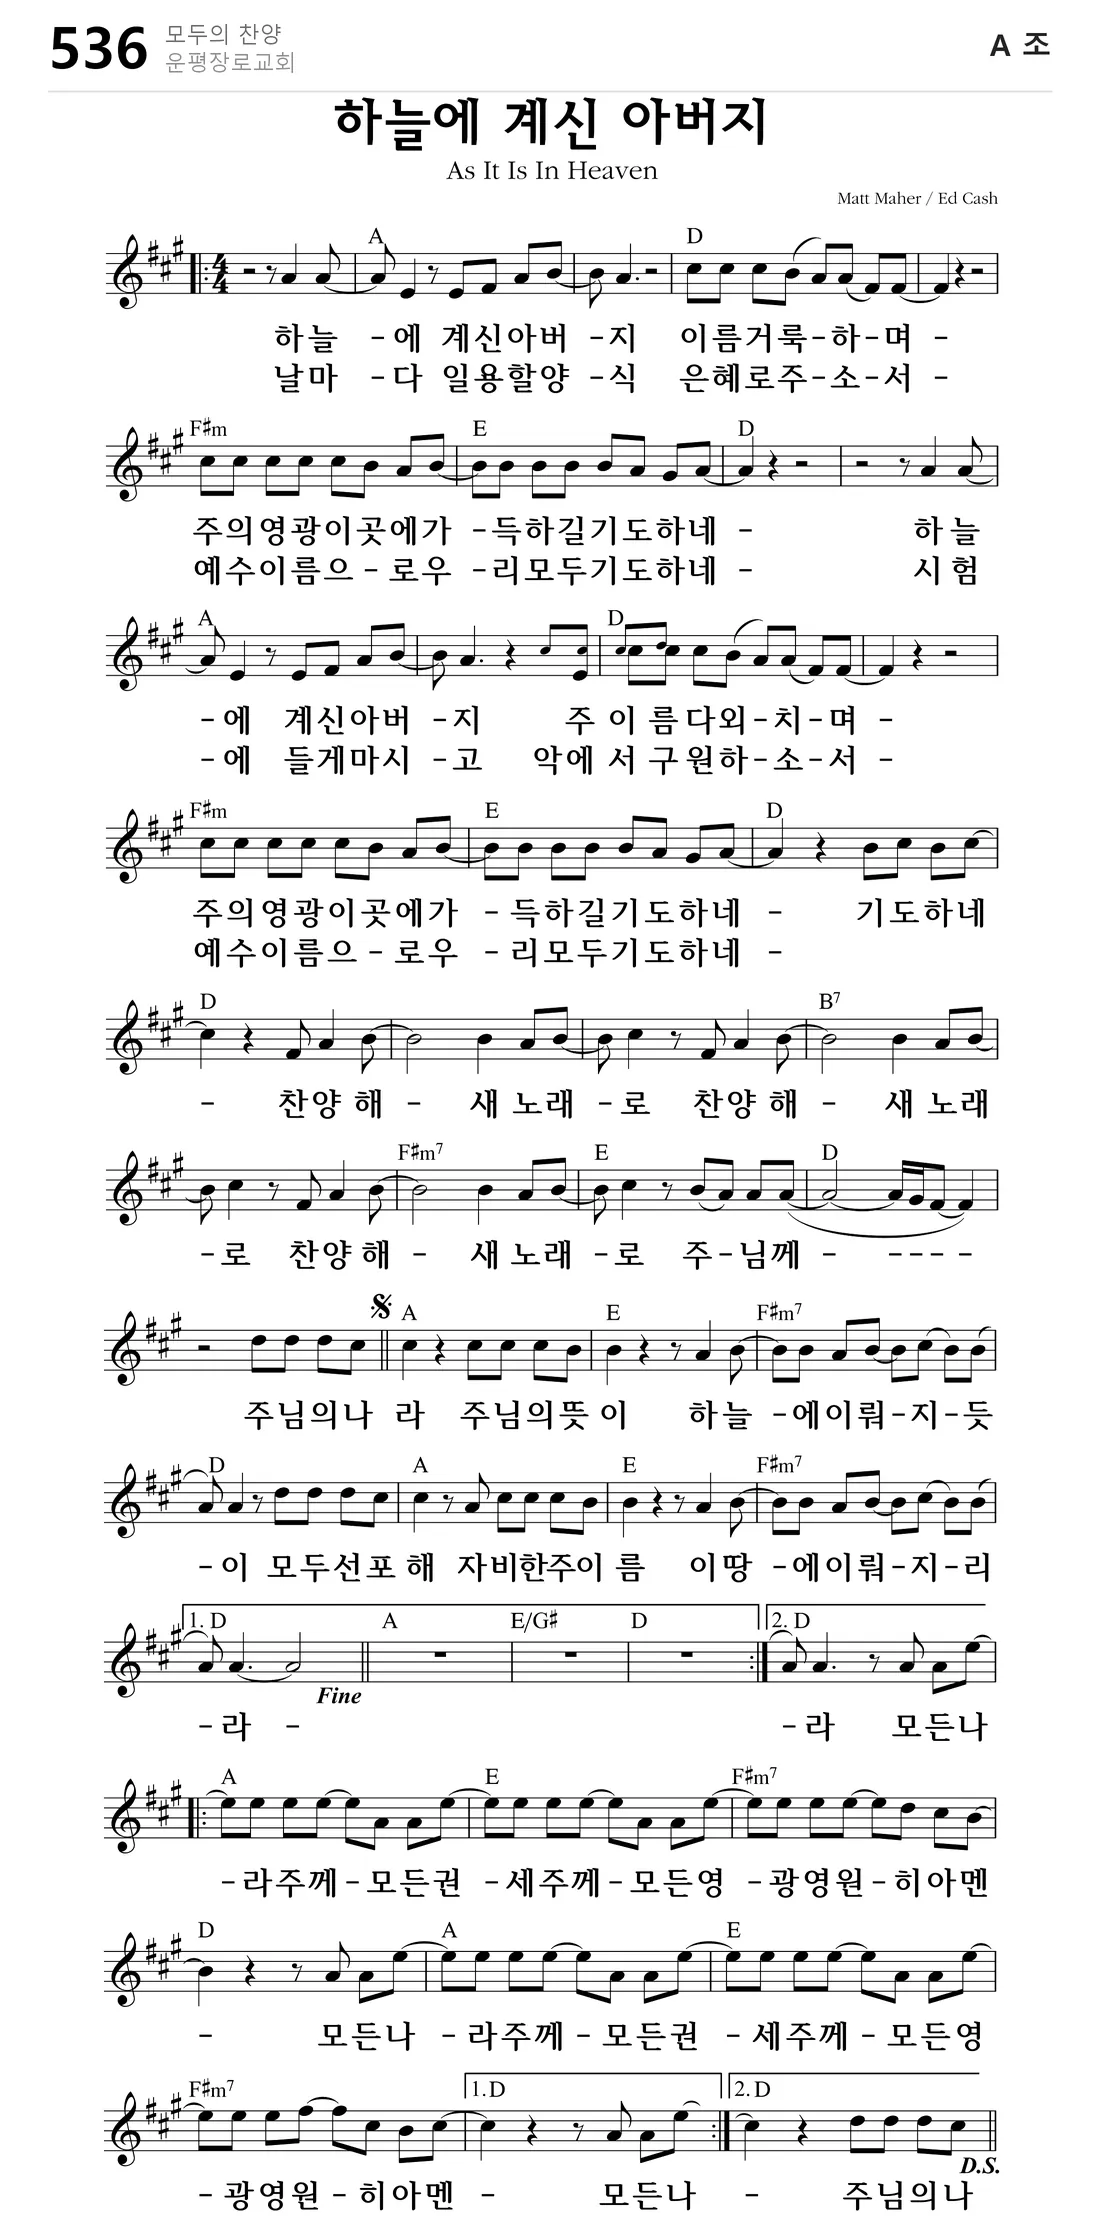 536 모두의 찬양 A 조
운평장로교회
하늘에 계신 아버지
As It Is In Heaven
Matt Maher / Ed Cash
A D
하늘 -에 계신아버 -지 이름거룩-하-며 -
날마 -다 일용할양 -식 은혜로주-소-서 -
F#m E D
주의영광이곳에가 -득하길기도하네 - 하늘
예수이름으-로우 -리모두기도하네 - 시험
A D
-에 계신아버 -지 주 이름다외-치-며 -
-에 들게마시 -고 악에서 구원하-소-서 -
F#m E D
주의영광이곳에가 -득하길기도하네 - 기도하네
예수이름으-로우 -리모두기도하네 -
D B7
- 찬양 해 - 새 노래 -로 찬양 해 - 새 노래
F#m7 E D
-로 찬양 해 - 새 노래 -로 주-님께 - - - - -
A E F#m7
주님의나 라 주님의뜻 이 하늘 -에이뤄-지-듯
D A E F#m7
-이 모두선포 해 자비한주이 름 이땅 -에이뤄-지-리
1. D A E/G# D 2. D
Fine
-라 - -라 모든나
A E F#m7
-라주께-모든권 -세주께-모든영 -광영원-히아멘
D A E
- 모든나 -라주께-모든권 -세주께-모든영
F#m7 1. D 2. D
D.S.
-광영원-히아멘 - 모든나 - 주님의나